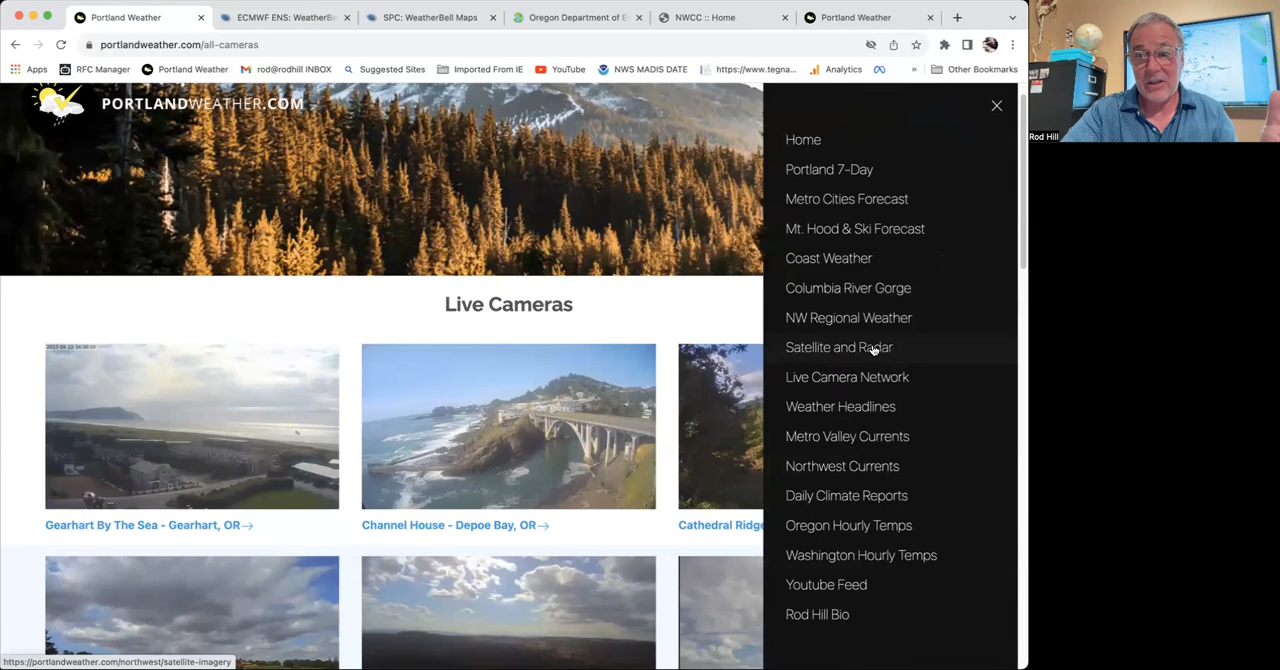 Portland Weather
ECMWF ENS: WeatherBe
SPC: WeatherBell Maps
Oregon Department of E
NWCC :: Home
Portland Weather
portlandweather.com/all-cameras
Apps
RFC Manager
Portland Weather
rod@rodhill INBOX
Suggested Sites
Imported From IE
YouTube
NWS MADIS DATE
https://www.tegna...
Analytics
»
Other Bookmarks
PORTLANDWEATHER.COM
Rod Hill
Home
Portland 7-Day
Metro Cities Forecast
Mt. Hood & Ski Forecast
Coast Weather
Columbia River Gorge
NW Regional Weather
Satellite and Radar
Live Camera Network
Weather Headlines
Metro Valley Currents
Northwest Currents
Daily Climate Reports
Oregon Hourly Temps
Washington Hourly Temps
Youtube Feed
Rod Hill Bio
Live Cameras
Gearhart By The Sea - Gearhart, OR
Channel House - Depoe Bay, OR
Cathedral Ridge
https://portlandweather.com/northwest/satellite-imagery